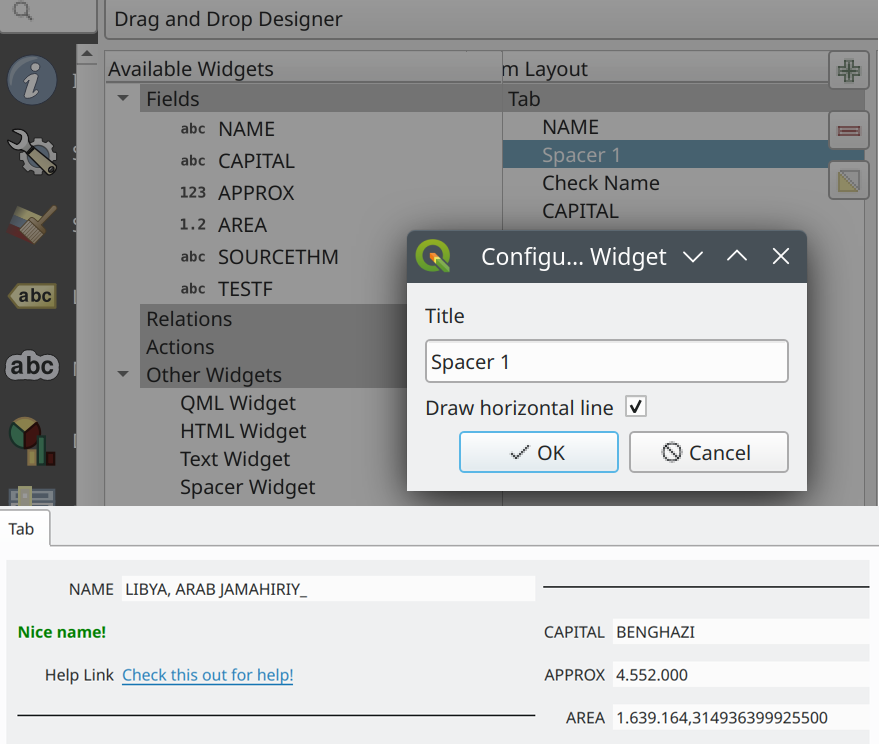 Drag and Drop Designer
Available Widgets
m Layout
Fields
Tab
abc NAME
NAME
abc CAPITAL
Spacer 1
123 APPROX
Check Name
1.2 AREA
CAPITAL
abc SOURCETHM
abc TESTF
Configu... Widget
Title
Spacer 1
Draw horizontal line
OK
Cancel
Relations
Actions
Other Widgets
QML Widget
HTML Widget
Text Widget
Spacer Widget
abc
abc
Tab
NAME LIBYA, ARAB JAMAHIRIY_
Nice name!
CAPITAL BENGHAZI
Help Link Check this out for help!
APPROX 4.552.000
AREA 1.639.164,314936399925500